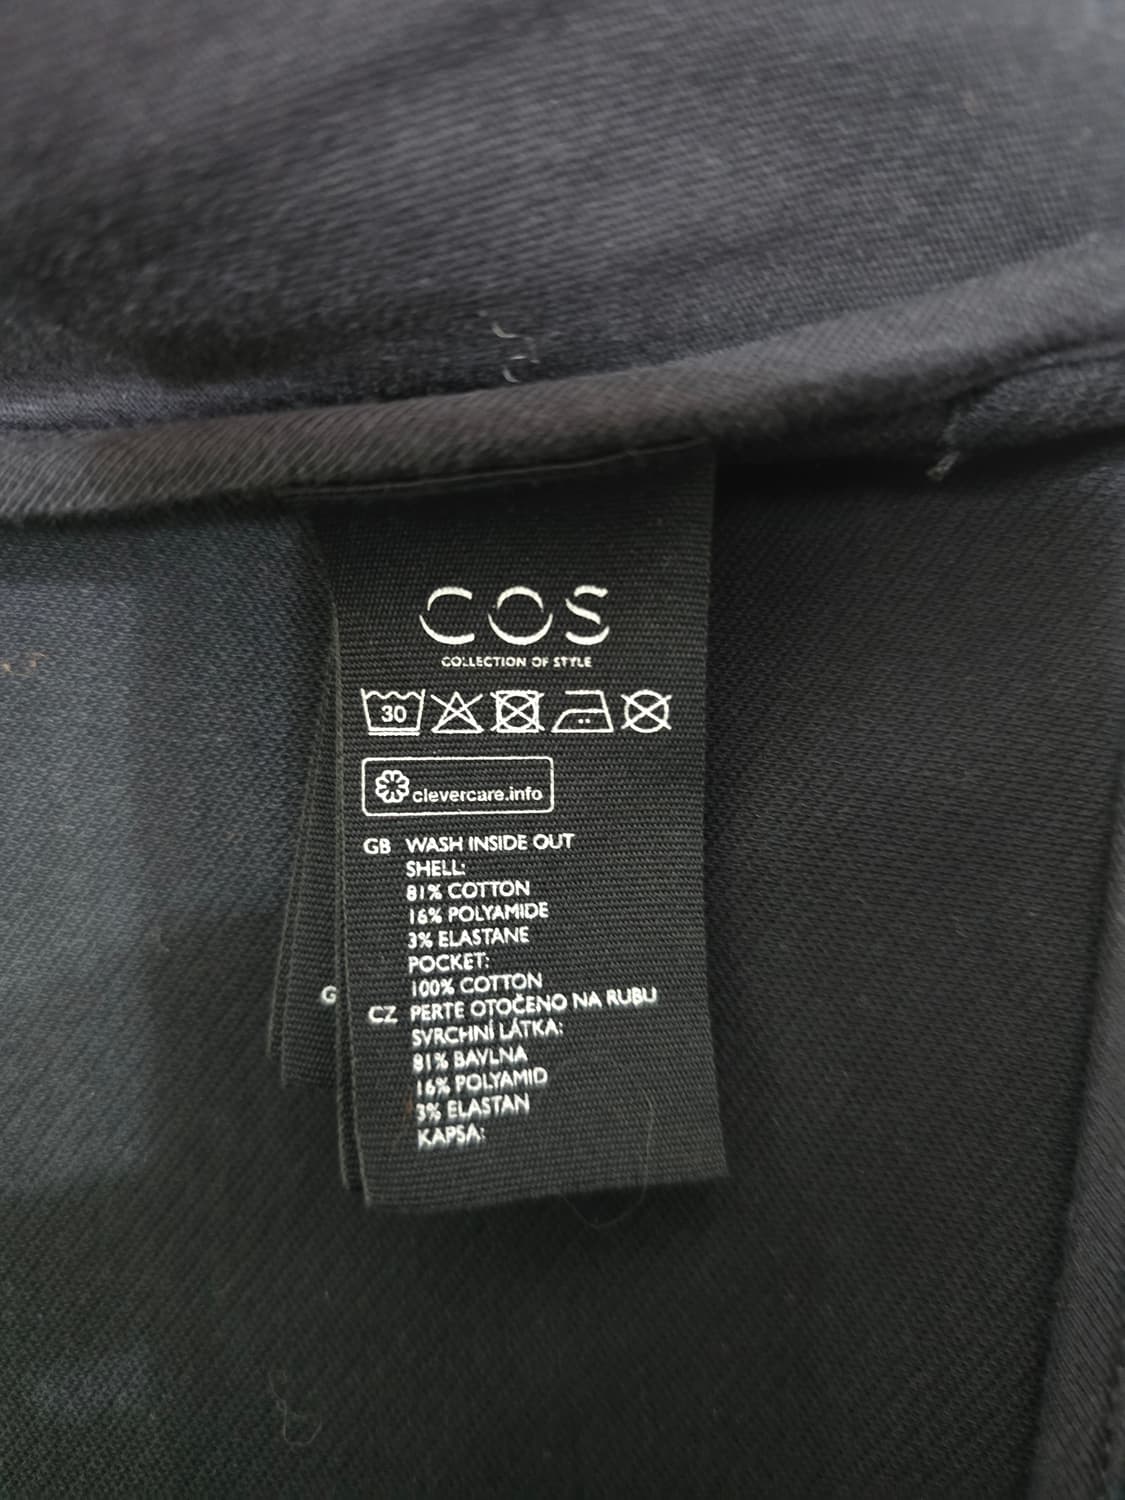 COS
COLLECTION OF STYLE
30
clevercare.info
GB WASH INSIDE OUT
SHELL:
81% COTTON
16% POLYAMIDE
3% ELASTANE
POCKET:
100% COTTON
CZ PERTE OTOČENO NA RUBU
SVRCHNÍ LÁTKA:
81% BAVLNA
16% POLYAMID
3% ELASTAN
KAPSA:
G